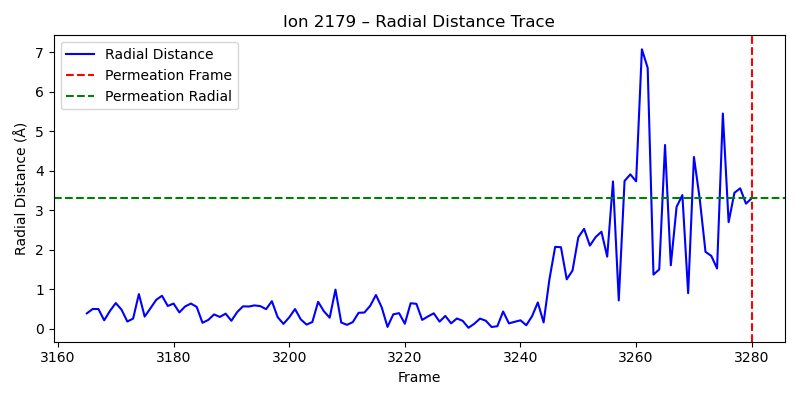 Ion 2179 – Radial Distance Trace
Radial Distance
Permeation Frame
Permeation Radial
Radial Distance (Å)
7
6
5
4
3
2
1
0
3160
3180
3200
3220
3240
3260
3280
Frame